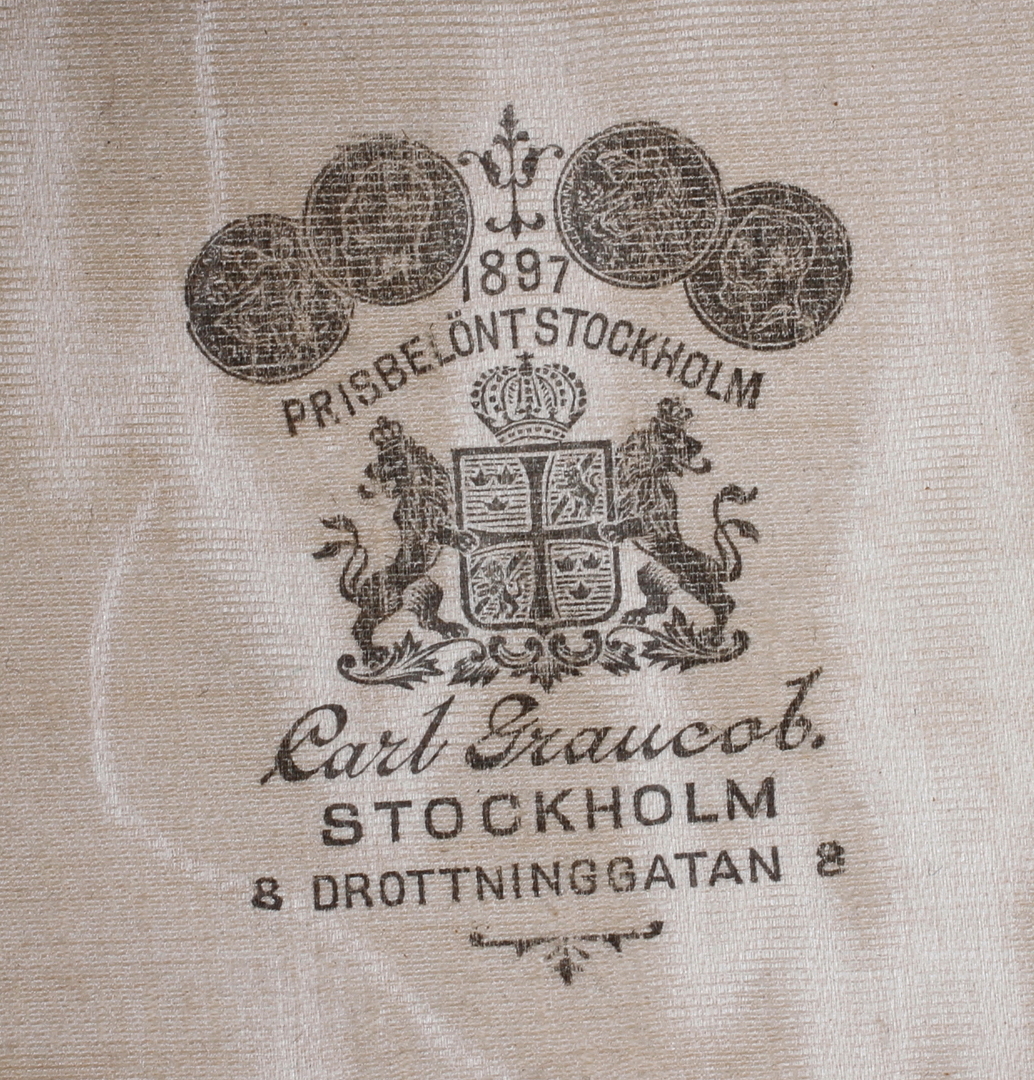 1897
PRISBELÖNT STOCKHOLM
Carl Graucob.
STOCKHOLM
8 DROTTNINGGATAN 8